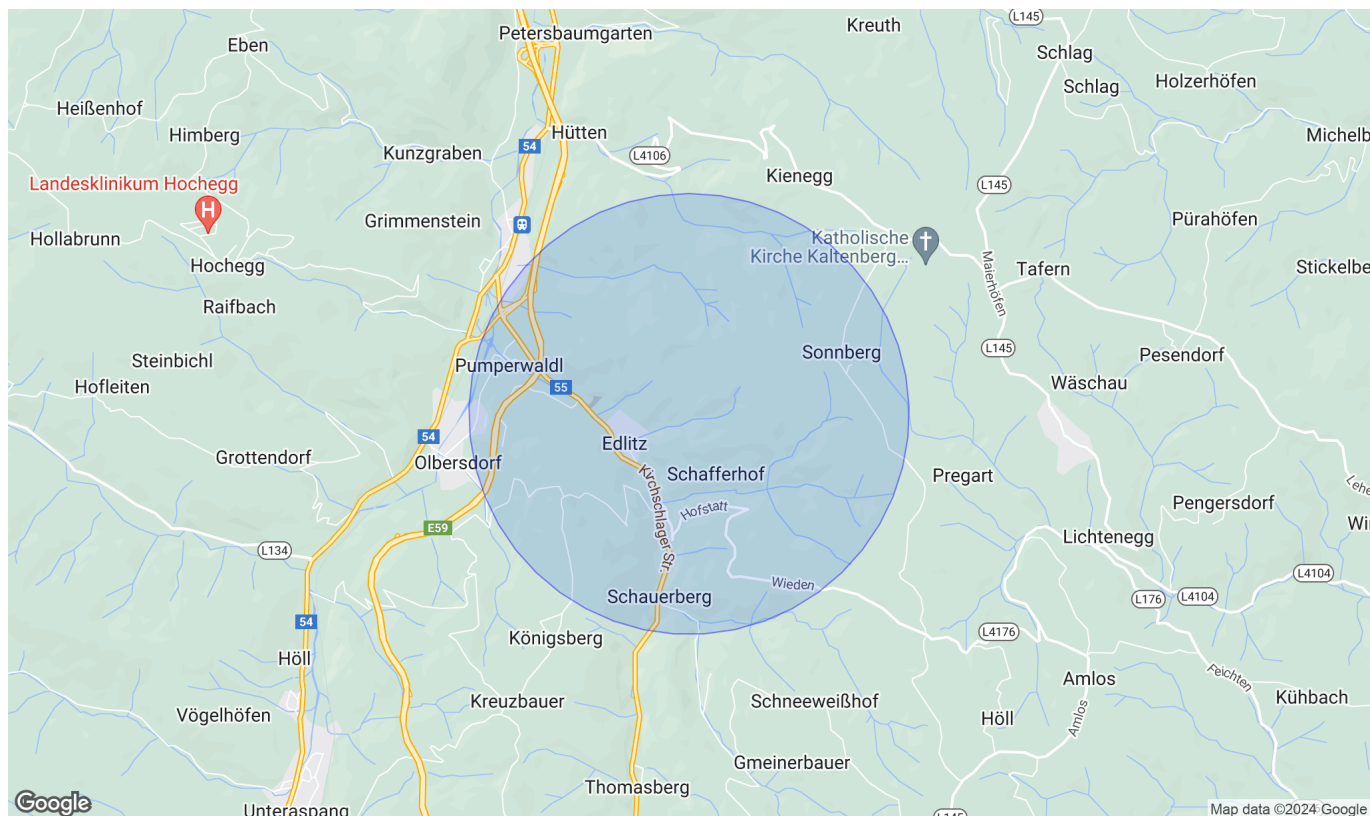 Petersbaumgarten
Kreuth
L145
Eben
Schlag
Schlag
Holzerhöfen
Heißenhof
Himberg
Hütten
Michelb
54
Kunzgraben
L4106
Landesklinikum Hochegg
H
Kienegg
L145
Grimmenstein
Pürahöfen
Hollabrunn
Katholische
Kirche Kaltenberg...
Hochegg
Maierhöfen
Tafern
Stickelbe
Raifbach
Steinbichl
Sonnberg
L145
Pesendorf
Pumperwaldl
Hofleiten
55
Wäschau
54
Edlitz
Grottendorf
Olbersdorf
Schafferhof
Pregart
Kirchschlager Str.
Hofstatt
Pengersdorf
Lehe
E59
Wi
L134
Lichtenegg
L4104
Wieden
Schauerberg
L176
L4104
54
Königsberg
L4176
Höll
Feichten
Amlos
Kreuzbauer
Schneeweißhof
Kühbach
Vögelhöfen
Höll
Amlos
Gmeinerbauer
Thomasberg
Google
Unteraspang
L145
Map data ©2024 Google